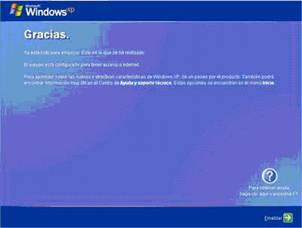 Microsoft
Windows xp
Gracias.
Ya está listo para empezar. Esto es lo que se ha realizado:
El equipo está configurado para tener acceso a Internet.
Para aprender sobre las nuevas y atractivas características de Windows XP, dé un paseo por el producto. También podrá
encontrar información muy útil en el Centro de Ayuda y soporte técnico. Estas opciones se encuentran en el menú Inicio.
Para obtener ayuda,
haga clic aquí o presione F1.
Finalizar